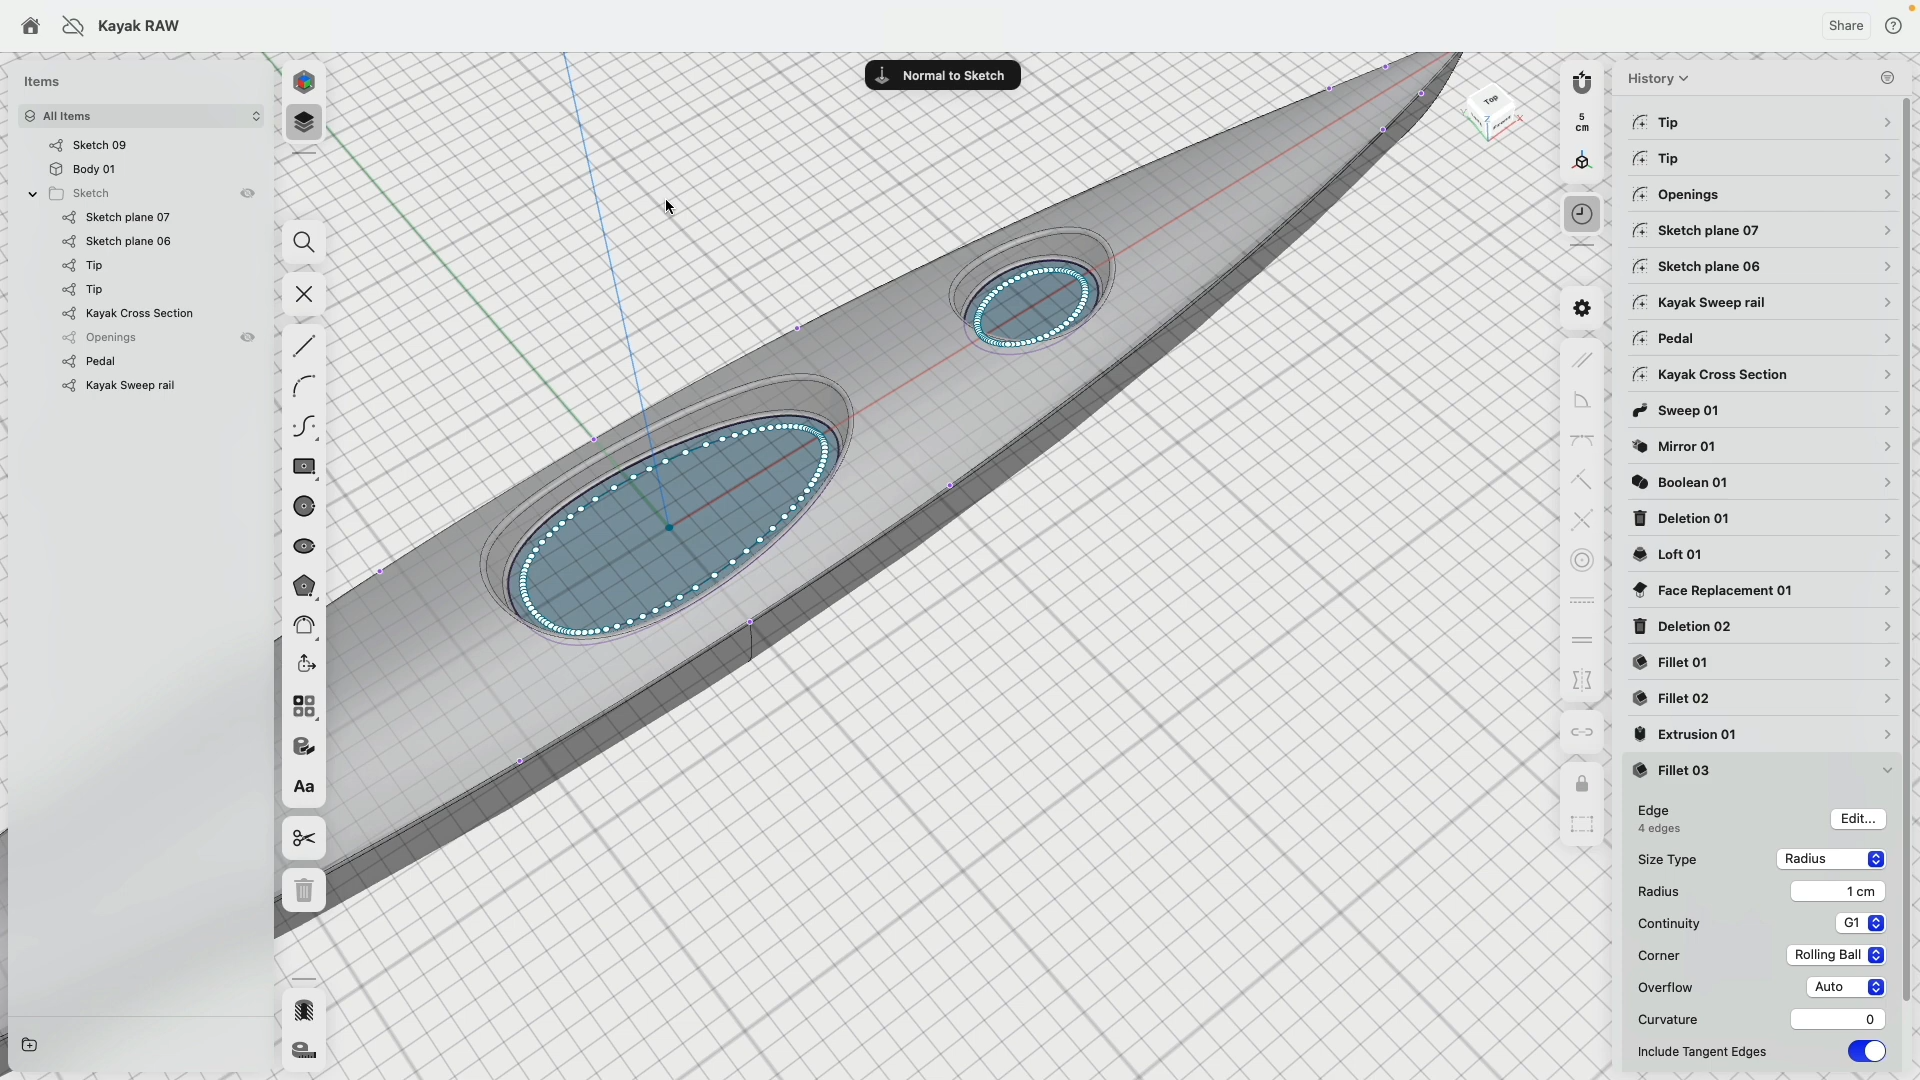 Kayak RAW
Share
?
Items
All Items
Sketch 09
Body 01
Sketch
Sketch plane 07
Sketch plane 06
Tip
Tip
Kayak Cross Section
Openings
Pedal
Kayak Sweep rail
Aa
Normal to Sketch
Top
X
5
cm
History
Tip
Tip
Openings
Sketch plane 07
Sketch plane 06
Kayak Sweep rail
Pedal
Kayak Cross Section
Sweep 01
Mirror 01
Boolean 01
Deletion 01
Loft 01
Face Replacement 01
Deletion 02
Fillet 01
Fillet 02
Extrusion 01
Fillet 03
Edge
4 edges
Edit...
Size Type
Radius
Radius
1 cm
Continuity
G1
Corner
Rolling Ball
Overflow
Auto
Curvature
0
Include Tangent Edges